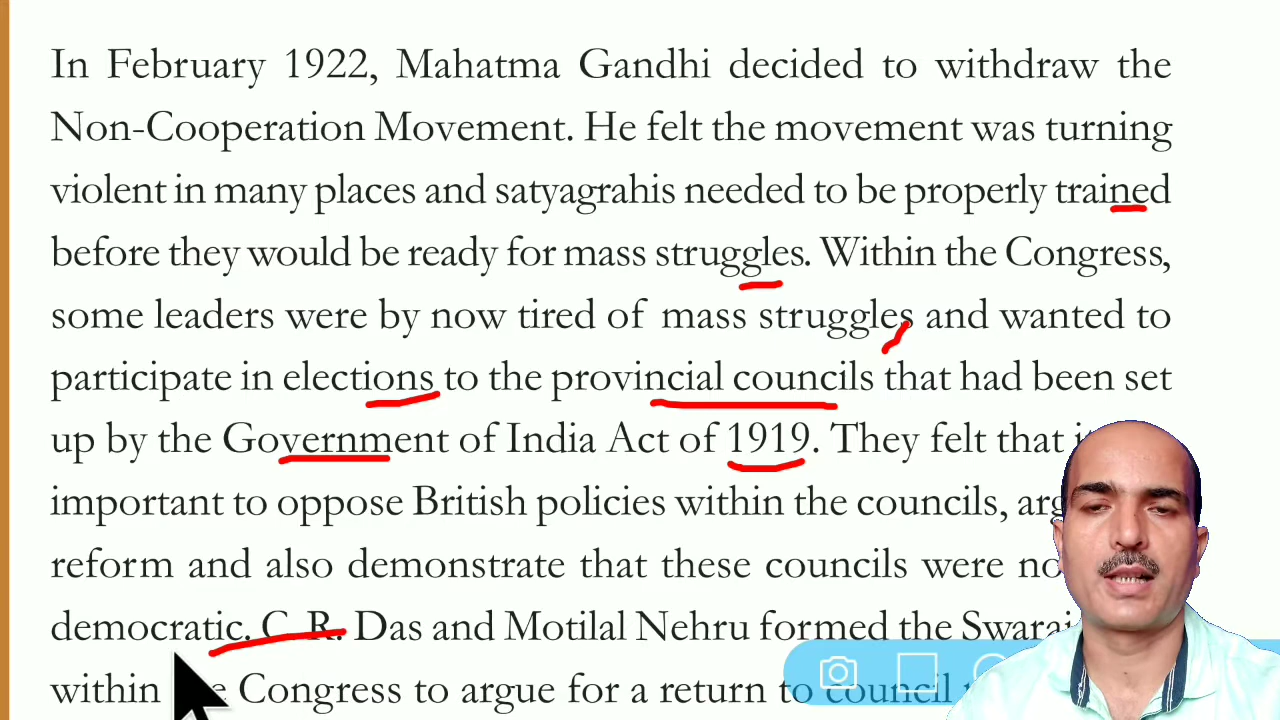 In February 1922, Mahatma Gandhi decided to withdraw the
Non-Cooperation Movement. He felt the movement was turning
violent in many places and satyagrahis needed to be properly trained
before they would be ready for mass struggles. Within the Congress,
some leaders were by now tired of mass struggles and wanted to
participate in elections to the provincial councils that had been set
up by the Government of India Act of 1919. They felt that
important to oppose British policies within the councils,
reform and also demonstrate that these councils were
democratic. C. R. Das and Motilal Nehru formed the
within Congress to argue for a return to council